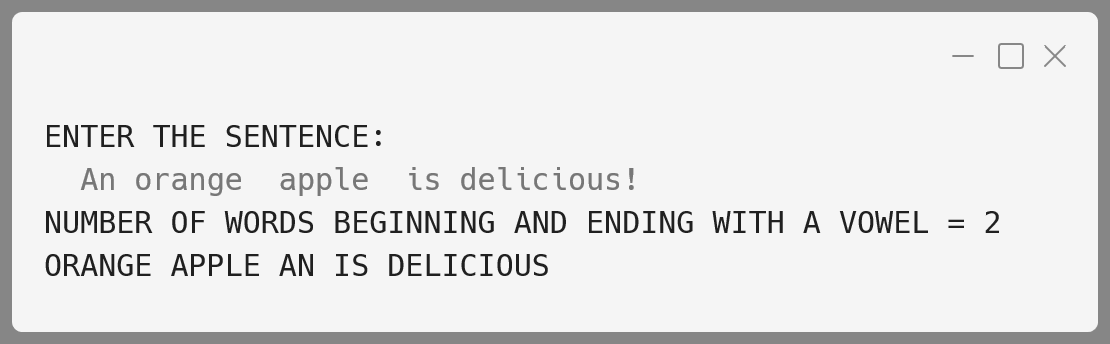 ENTER THE SENTENCE:
  An orange  apple  is delicious!
NUMBER OF WORDS BEGINNING AND ENDING WITH A VOWEL = 2
ORANGE APPLE AN IS DELICIOUS